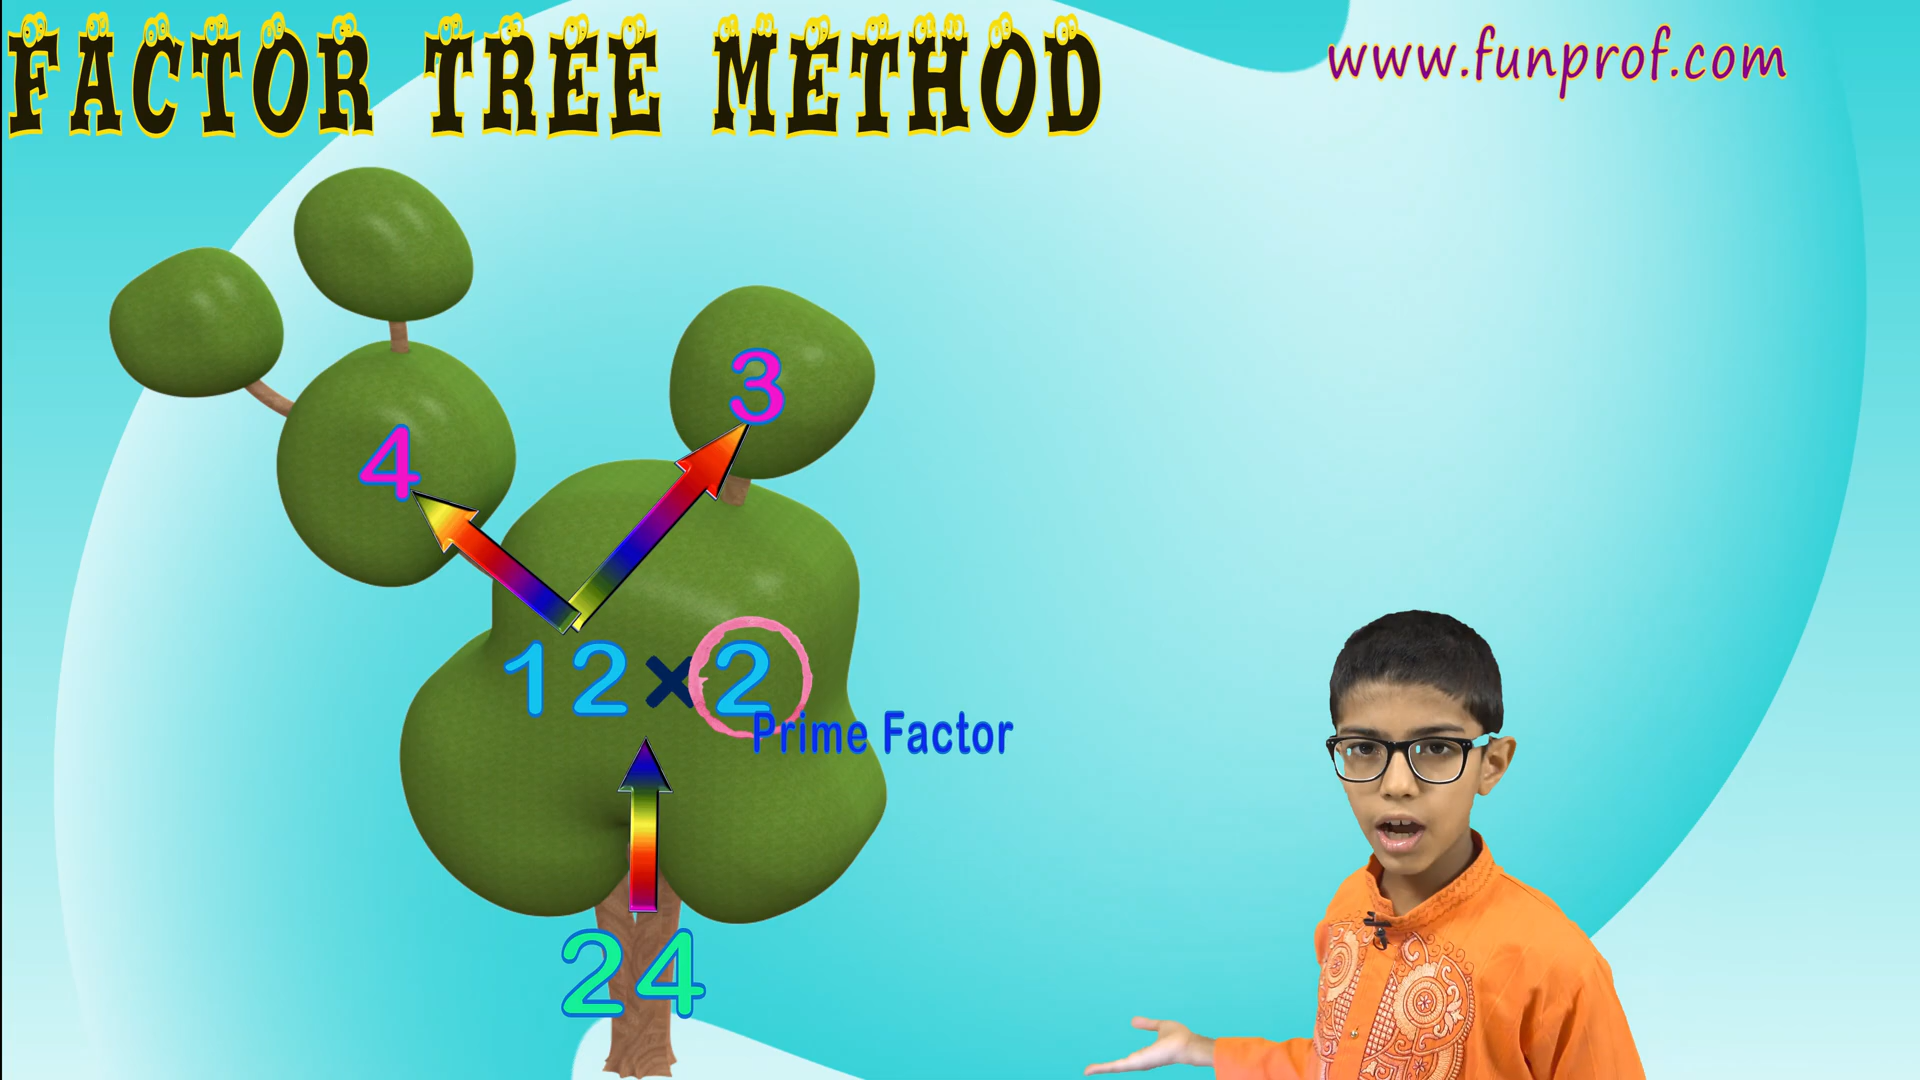 FACTOR TREE METHOD
www.funprof.com
3
4
12×2
Prime Factor
24